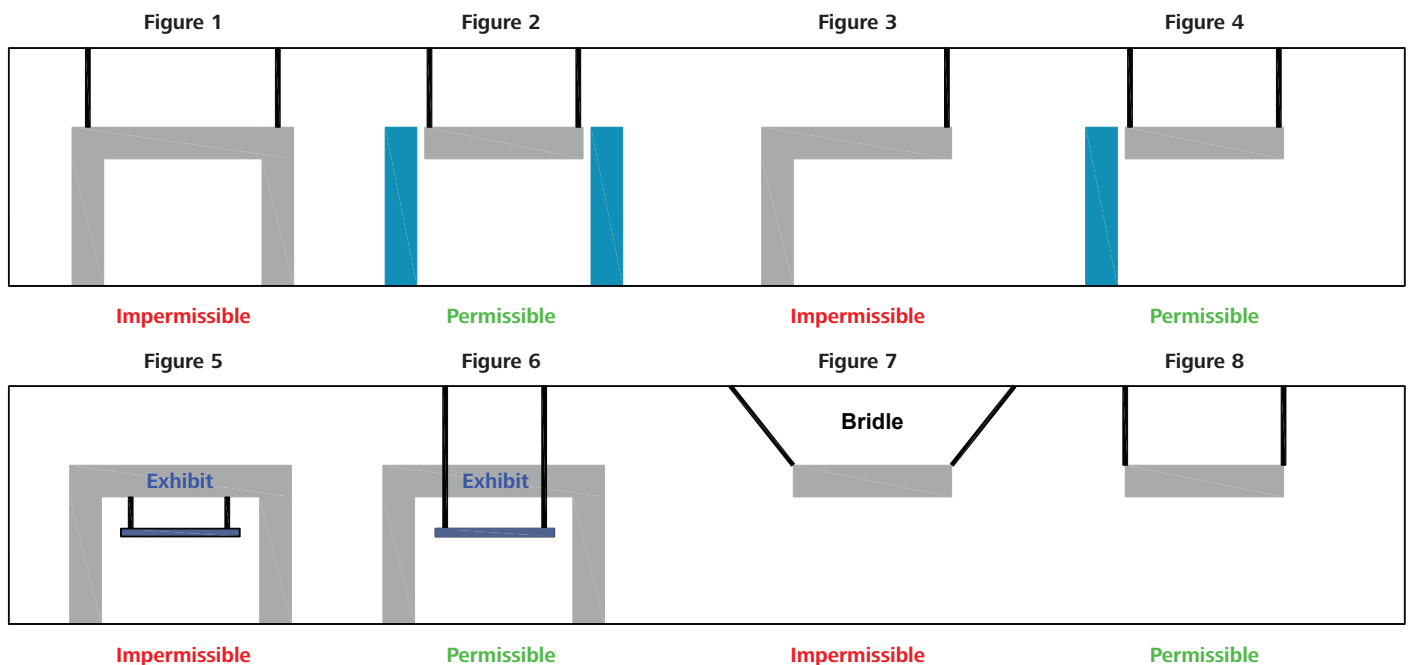 Figure 1 Figure 2 Figure 3 Figure 4
Impermissible Permissible Impermissible Permissible
Figure 5 Figure 6 Figure 7 Figure 8
Bridle
Exhibit Exhibit
Impermissible Permissible Impermissible Permissible